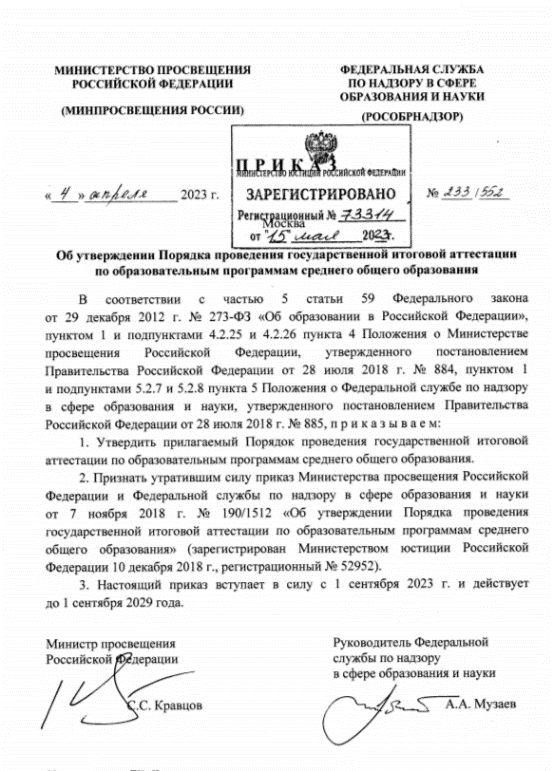 МИНИСТЕРСТВО ПРОСВЕЩЕНИЯ
РОССИЙСКОЙ ФЕДЕРАЦИИ
(МИНПРОСВЕЩЕНИЯ РОССИИ)
ФЕДЕРАЛЬНАЯ СЛУЖБА
ПО НАДЗОРУ В СФЕРЕ
ОБРАЗОВАНИЯ И НАУКИ
(РОСОБРНАДЗОР)
ПРИКАЗ
МИНИСТЕРСТВО ЮСТИЦИИ РОССИЙСКОЙ ФЕДЕРАЦИИ
ЗАРЕГИСТРИРОВАНО
Регистрационный № 73314
от "15" мая 2023г.
« 4 » апреля 2023 г.
Москва
№ 233/552
Об утверждении Порядка проведения государственной итоговой аттестации
по образовательным программам среднего общего образования
В соответствии с частью 5 статьи 59 Федерального закона
от 29 декабря 2012 г. № 273-ФЗ «Об образовании в Российской Федерации»,
пунктом 1 и подпунктами 4.2.25 и 4.2.26 пункта 4 Положения о Министерстве
просвещения Российской Федерации, утвержденного постановлением
Правительства Российской Федерации от 28 июля 2018 г. № 884, пунктом 1
и подпунктами 5.2.7 и 5.2.8 пункта 5 Положения о Федеральной службе по надзору
в сфере образования и науки, утвержденного постановлением Правительства
Российской Федерации от 28 июля 2018 г. № 885, п р и к а з ы в а е м:
1. Утвердить прилагаемый Порядок проведения государственной итоговой
аттестации по образовательным программам среднего общего образования.
2. Признать утратившим силу приказ Министерства просвещения Российской
Федерации и Федеральной службы по надзору в сфере образования и науки
от 7 ноября 2018 г. № 190/1512 «Об утверждении Порядка проведения
государственной итоговой аттестации по образовательным программам среднего
общего образования» (зарегистрирован Министерством юстиции Российской
Федерации 10 декабря 2018 г., регистрационный № 52952).
3. Настоящий приказ вступает в силу с 1 сентября 2023 г. и действует
до 1 сентября 2029 года.
Министр просвещения
Российской Федерации
С.С. Кравцов
Руководитель Федеральной
службы по надзору
в сфере образования и науки
А.А. Музаев